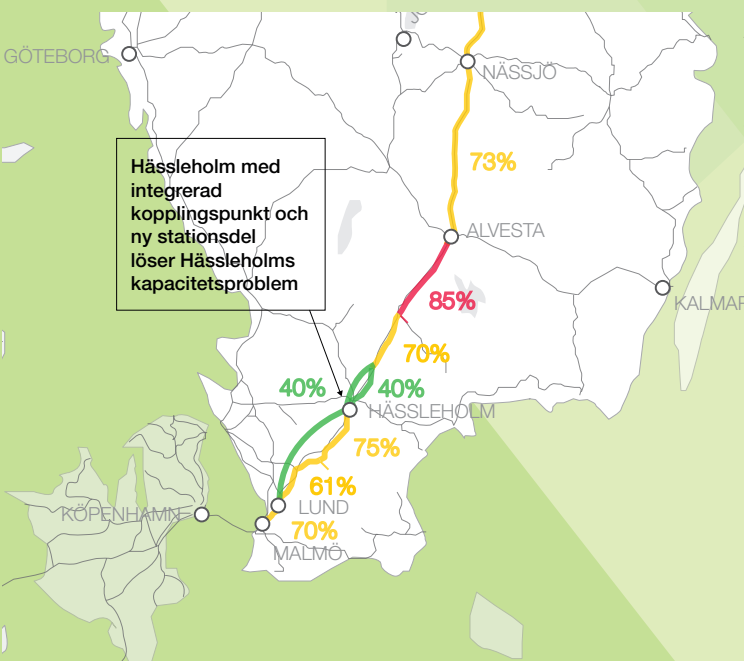 GÖTEBORG
NÄSSJÖ
73%
Hässleholm med
integrerad
kopplingspunkt och
ny stationsdel
löser Hässleholms
kapacitetsproblem
ALVESTA
85%
KALMAR
70%
40%
40%
HÄSSLEHOLM
75%
61%
LUND
KÖPENHAMN
70%
MALMÖ